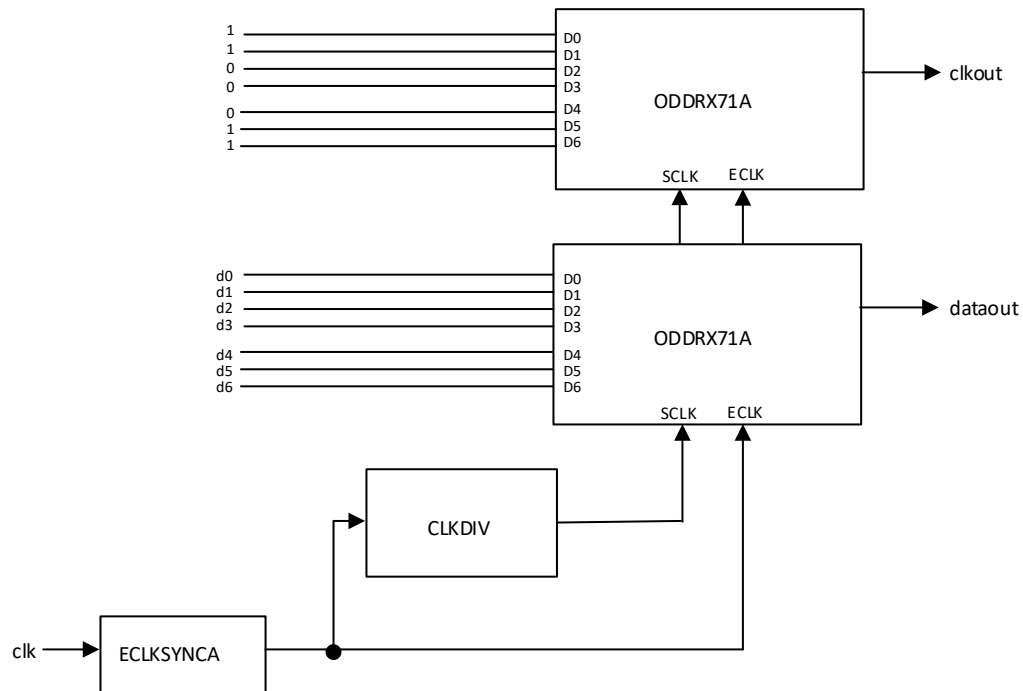 1
1
0
0
0
1
1
D0
D1
D2
D3
D4
D5
D6
ODDRX71A
SCLK ECLK
clkout
d0
d1
d2
d3
d4
d5
d6
D0
D1
D2
D3
D4
D5
D6
ODDRX71A
SCLK ECLK
dataout
CLKDIV
clk
ECLKSYNCA